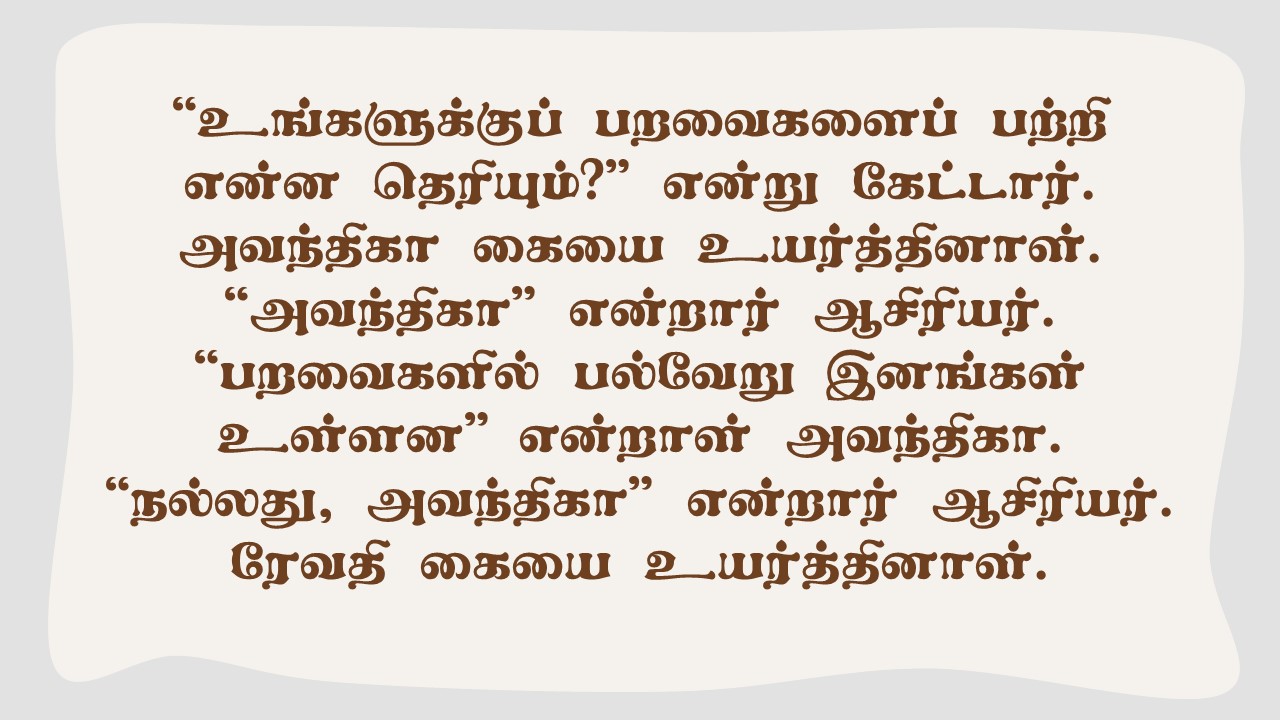 “உங்களுக்குப் பறவைகளைப் பற்றி
என்ன தெரியும்?” என்று கேட்டார்.
அவந்திகா கையை உயர்த்தினாள்.
“அவந்திகா” என்றார் ஆசிரியர்.
“பறவைகளில் பல்வேறு இனங்கள்
உள்ளன” என்றாள் அவந்திகா.
“நல்லது, அவந்திகா” என்றார் ஆசிரியர்.
ரேவதி கையை உயர்த்தினாள்.